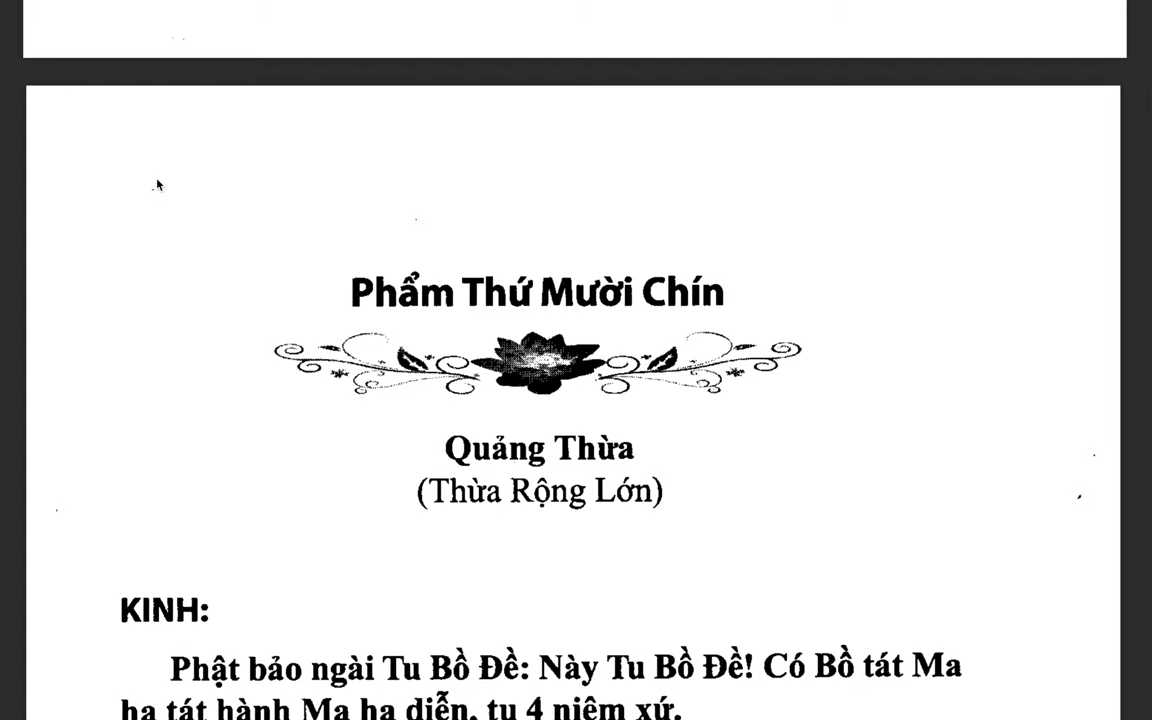 Phẩm Thứ Mười Chín
Quảng Thừa
(Thừa Rộng Lớn)
KINH:
Phật bảo ngài Tu Bồ Đề: Này Tu Bồ Đề! Có Bồ tát Ma
ha tát hành Ma ha diễn, tu 4 niệm xứ.